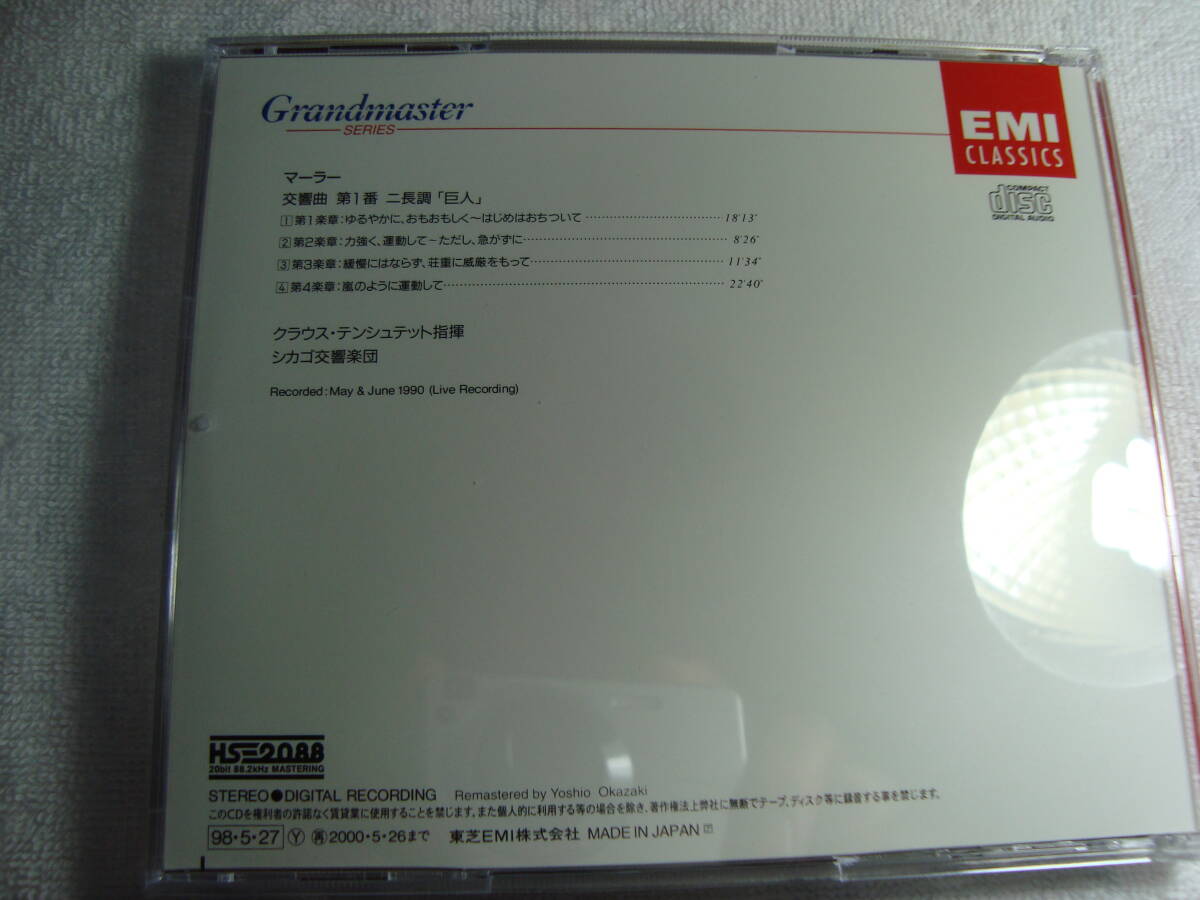 Grandmaster
SERIES
EMI
CLASSICS
COMPACT
disc
DIGITAL AUDIO
マーラー
交響曲 第1番 ニ長調「巨人」
1 第1楽章：ゆるやかに、おもおもしく〜はじめはおちついて 18'13"
2 第2楽章：力強く、運動して−ただし、急がずに 8'26"
3 第3楽章：緩慢にはならず、荘重に威厳をもって 11'34"
4 第4楽章：嵐のように運動して 22'40"
クラウス・テンシュテット指揮
シカゴ交響楽団
Recorded: May & June 1990 (Live Recording)
HS-2088
20bit 88.2kHz MASTERING
STEREO●DIGITAL RECORDING Remastered by Yoshio Okazaki
このCDを権利者の許諾なく賃貸業に使用することを禁じます。また個人的に利用する等の場合を除き、著作権法上弊社に無断でテープ、ディスク等に録音する事を禁じます。
98・5・27 Ⓨ ㋐2000・5・26まで 東芝EMI株式会社 MADE IN JAPAN